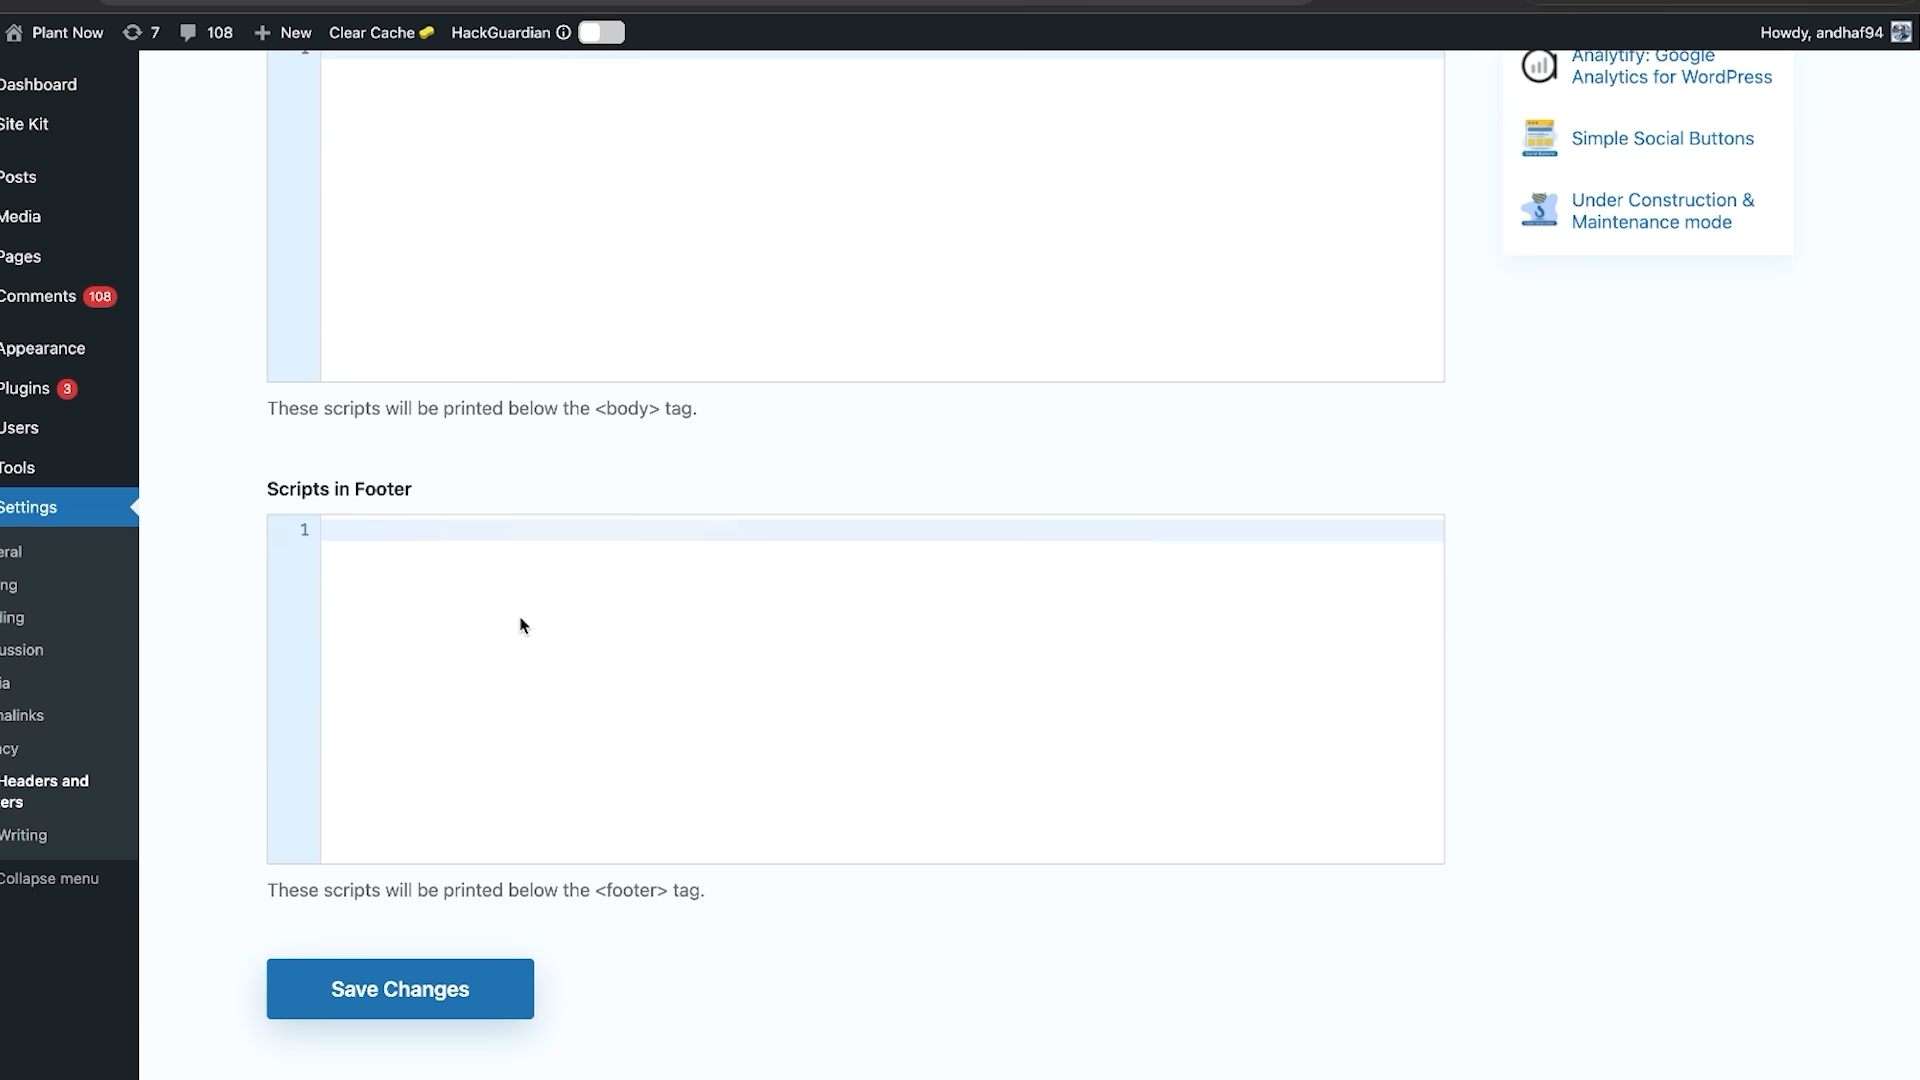 Plant Now
7
108
New
Clear Cache
HackGuardian
Howdy, andhaf94
Dashboard
Site Kit
Posts
Media
Pages
Comments 108
Appearance
Plugins 3
Users
Tools
Settings
eral
ng
ding
ussion
ia
nalinks
cy
Headers and
ers
Writing
Collapse menu
1
These scripts will be printed below the <body> tag.
Scripts in Footer
1
These scripts will be printed below the <footer> tag.
Save Changes
Analytify: Google
Analytics for WordPress
Simple Social Buttons
Under Construction &
Maintenance mode